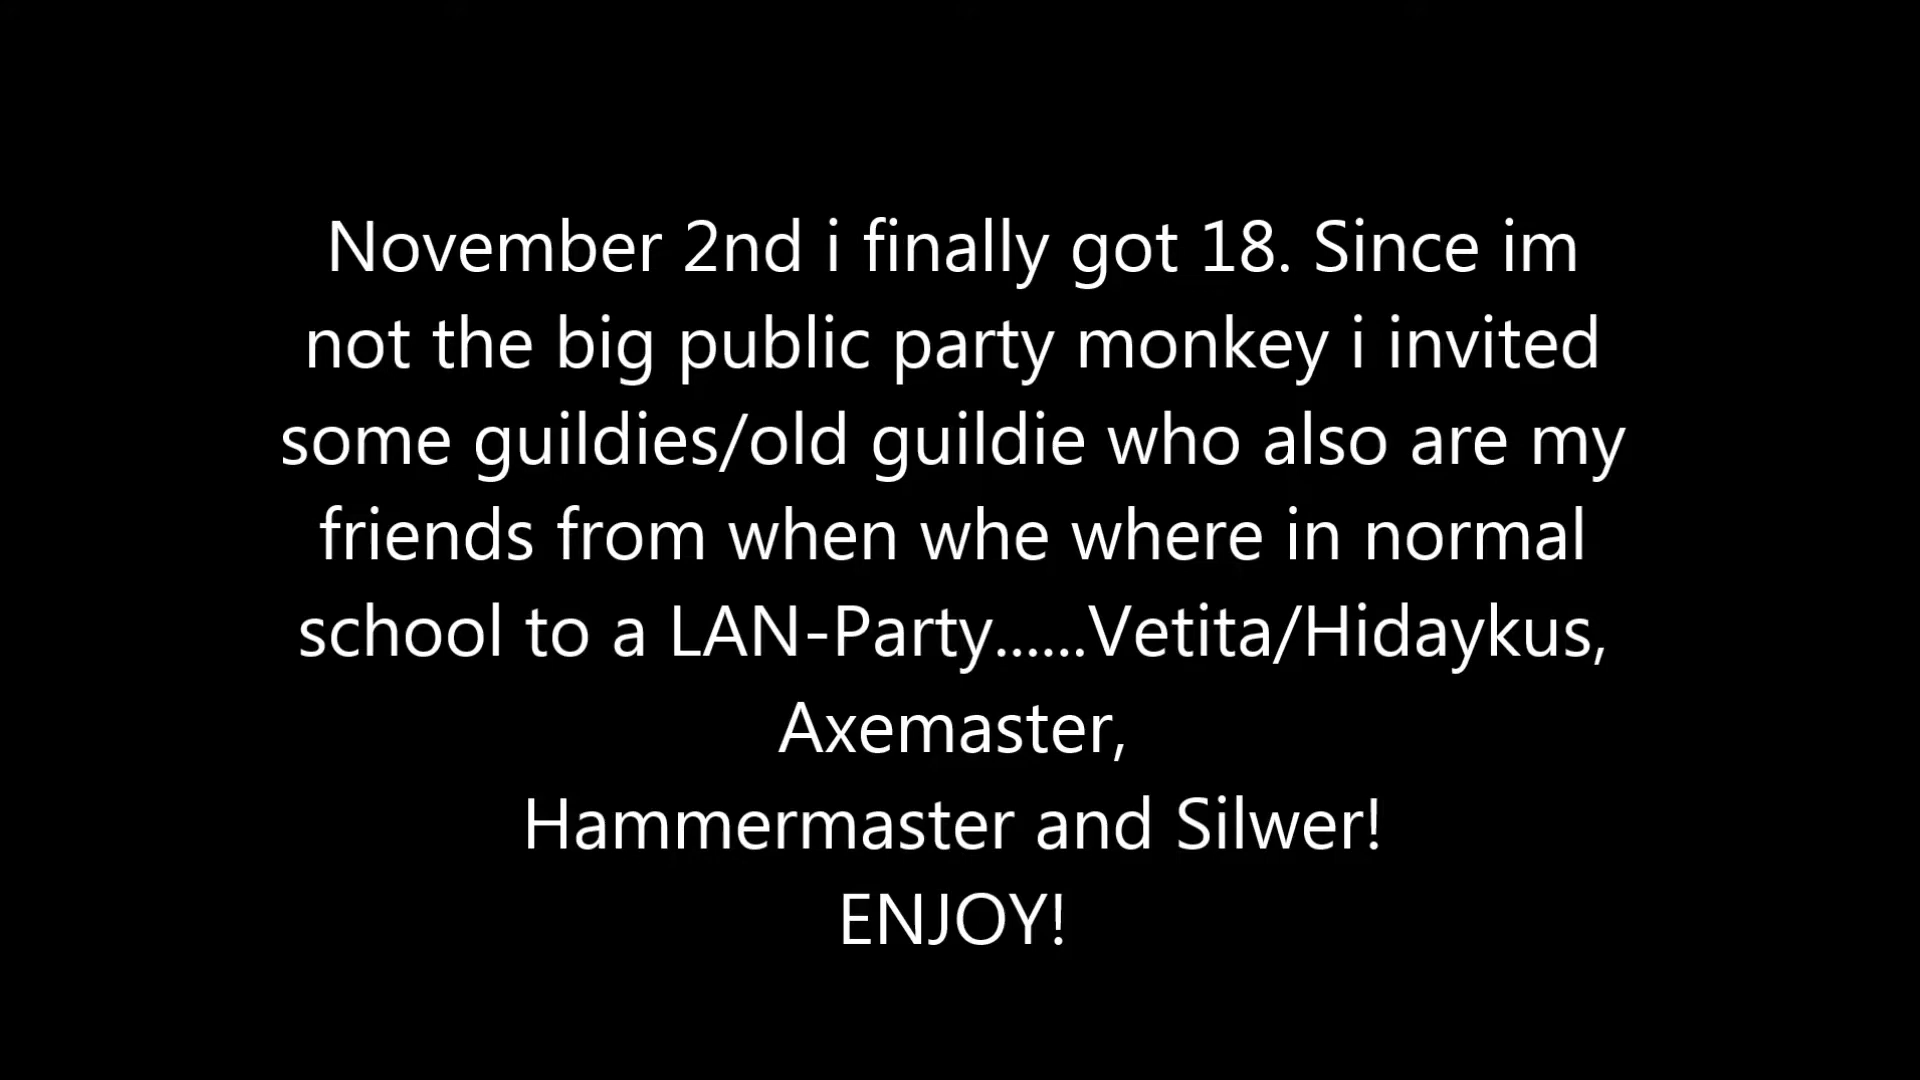 November 2nd i finally got 18. Since im
not the big public party monkey i invited
some guildies/old guildie who also are my
friends from when whe where in normal
school to a LAN-Party......Vetita/Hidaykus,
Axemaster,
Hammermaster and Silwer!
ENJOY!